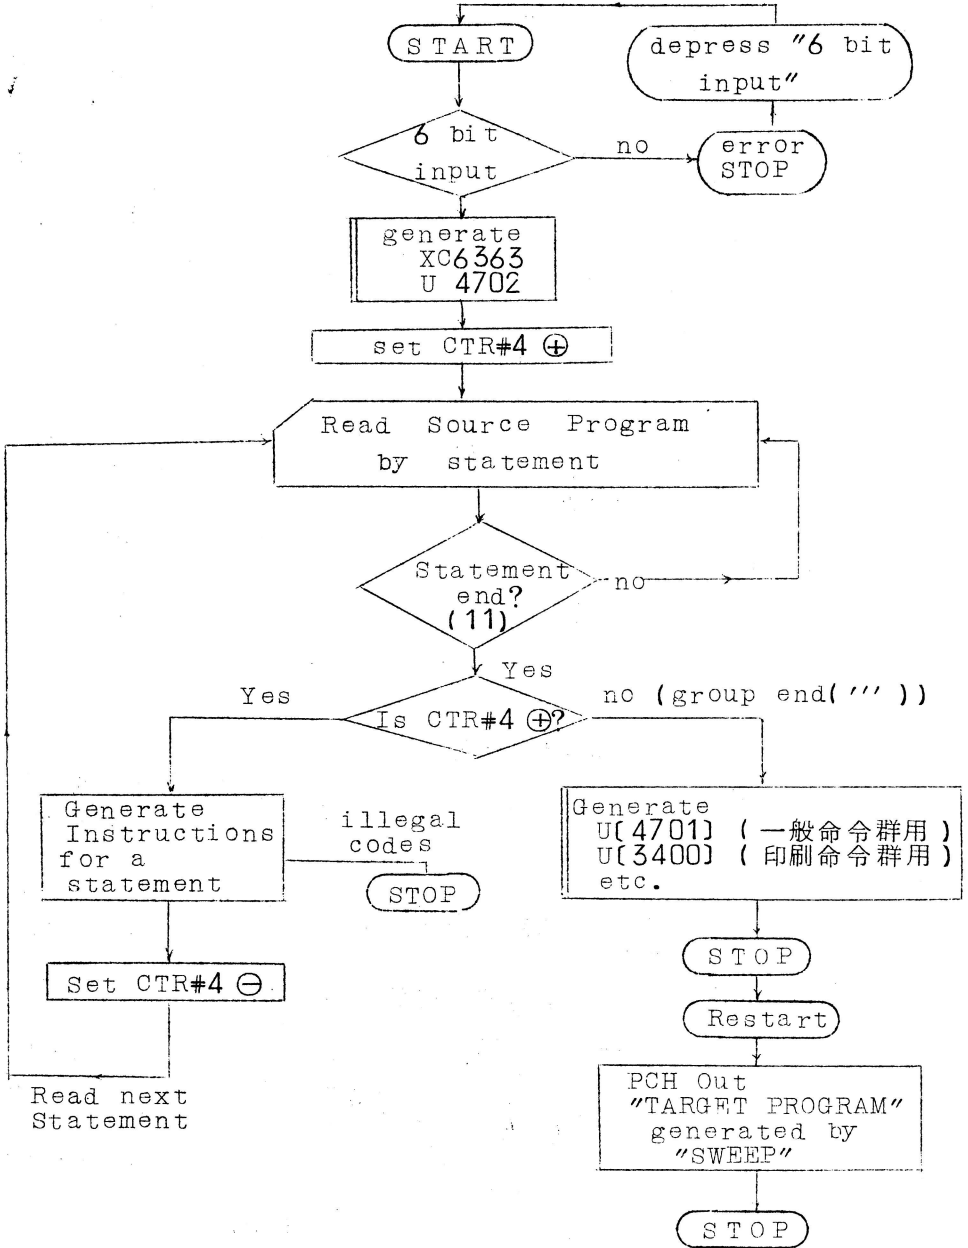 START
depress "6 bit
input"
6 bit
input
no
error
STOP
generate
XC6363
U 4702
set CTR#4 ⊕
Read Source Program
by statement
Statement
end?
(11)
no
Yes
Yes
Is CTR#4 ⊕?
no (group end(′′′))
Generate
Instructions
for a
statement
illegal
codes
STOP
Generate
U[4701] (一般命令群用)
U[3400] (印刷命令群用)
etc.
Set CTR#4 ⊖
STOP
Restart
Read next
Statement
PCH Out
"TARGET PROGRAM"
generated by
"SWEEP"
STOP